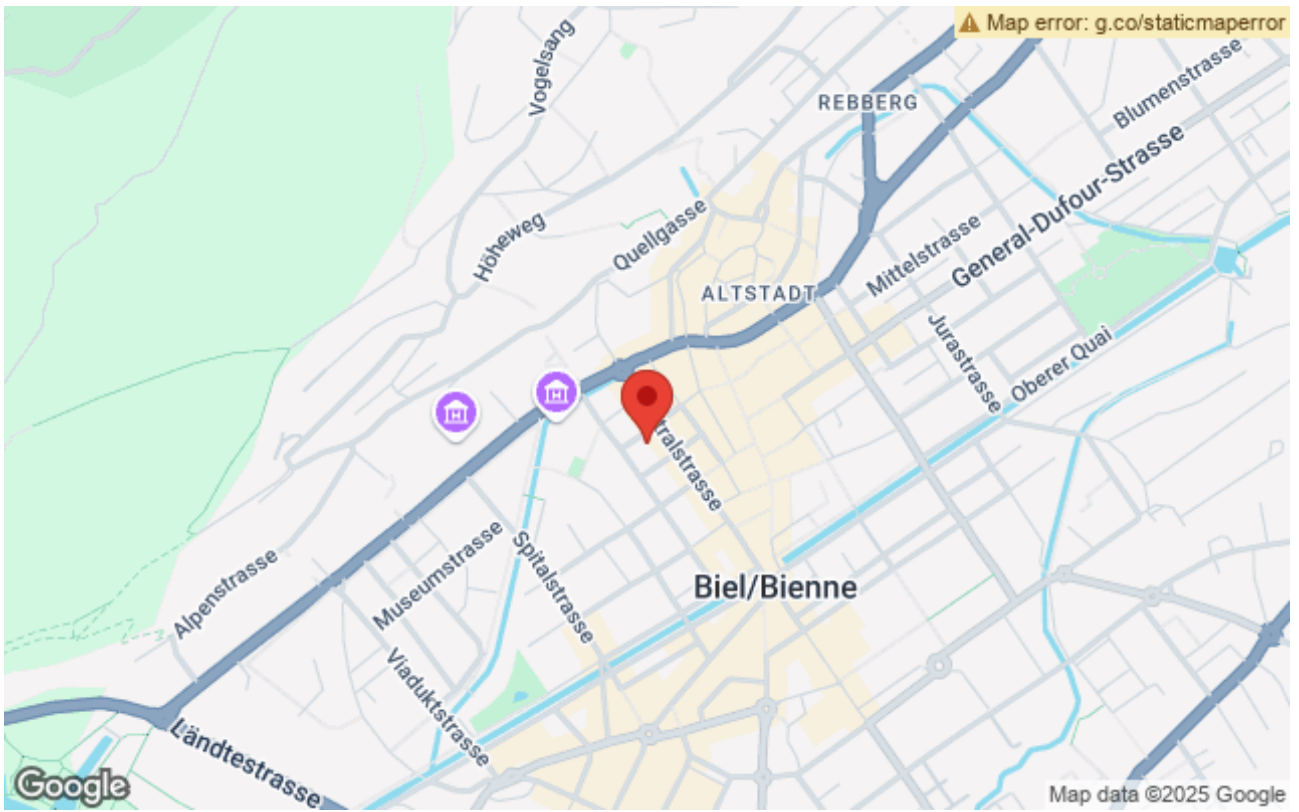 Map error: g.co/staticmaperror
Vogelsang
Blumenstrasse
REBBERG
Höheweg
Quellgasse
Mittelstrasse
General-Dufour-Strasse
ALTSTADT
Jurastrasse
Oberer Quai
tralstrasse
Museumstrasse
Spitalstrasse
Biel/Bienne
Alpenstrasse
Viaduktstrasse
Ländtestrasse
Google
Map data ©2025 Google